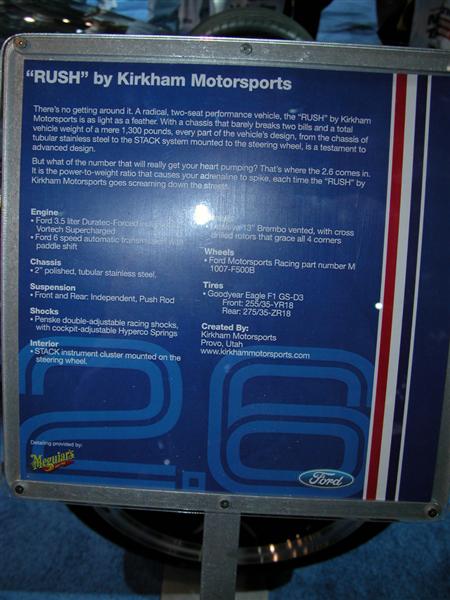 "RUSH" by Kirkham Motorsports
There's no getting around it. A radical, two-seat performance vehicle, the "RUSH" by Kirkham
Motorsports is as light as a feather. With a chassis that barely breaks two bills and a total
vehicle weight of a mere 1,300 pounds, every part of the vehicle's design, from the chassis of
tubular stainless steel to the STACK system mounted to the steering wheel, is a testament to
advanced design.
But what of the number that will really get your heart pumping? That's where the 2.6 comes in.
It is the power-to-weight ratio that causes your adrenaline to spike, each time the "RUSH" by
Kirkham Motorsports goes screaming down the streets.
Engine
• Ford 3.5 liter Duratec-Forced
Vortech Supercharged
• Ford 6 speed automatic transmission with
paddle shift
Chassis
• 2" polished, tubular stainless steel.
Suspension
• Front and Rear: Independent, Push Rod
Shocks
• Penske double-adjustable racing shocks,
with cockpit-adjustable Hyperco Springs
Interior
• STACK instrument cluster mounted on the
steering wheel.
13" Brembo vented, with cross
drilled rotors that grace all 4 corners
Wheels
• Ford Motorsports Racing part number M
1007-F500B
Tires
• Goodyear Eagle F1 GS-D3
Front: 255/35-YR18
Rear: 275/35-ZR18
Created By:
Kirkham Motorsports
Provo, Utah
www.kirkhammotorsports.com
2.6
Detailing provided by:
Meguiar's
Ford